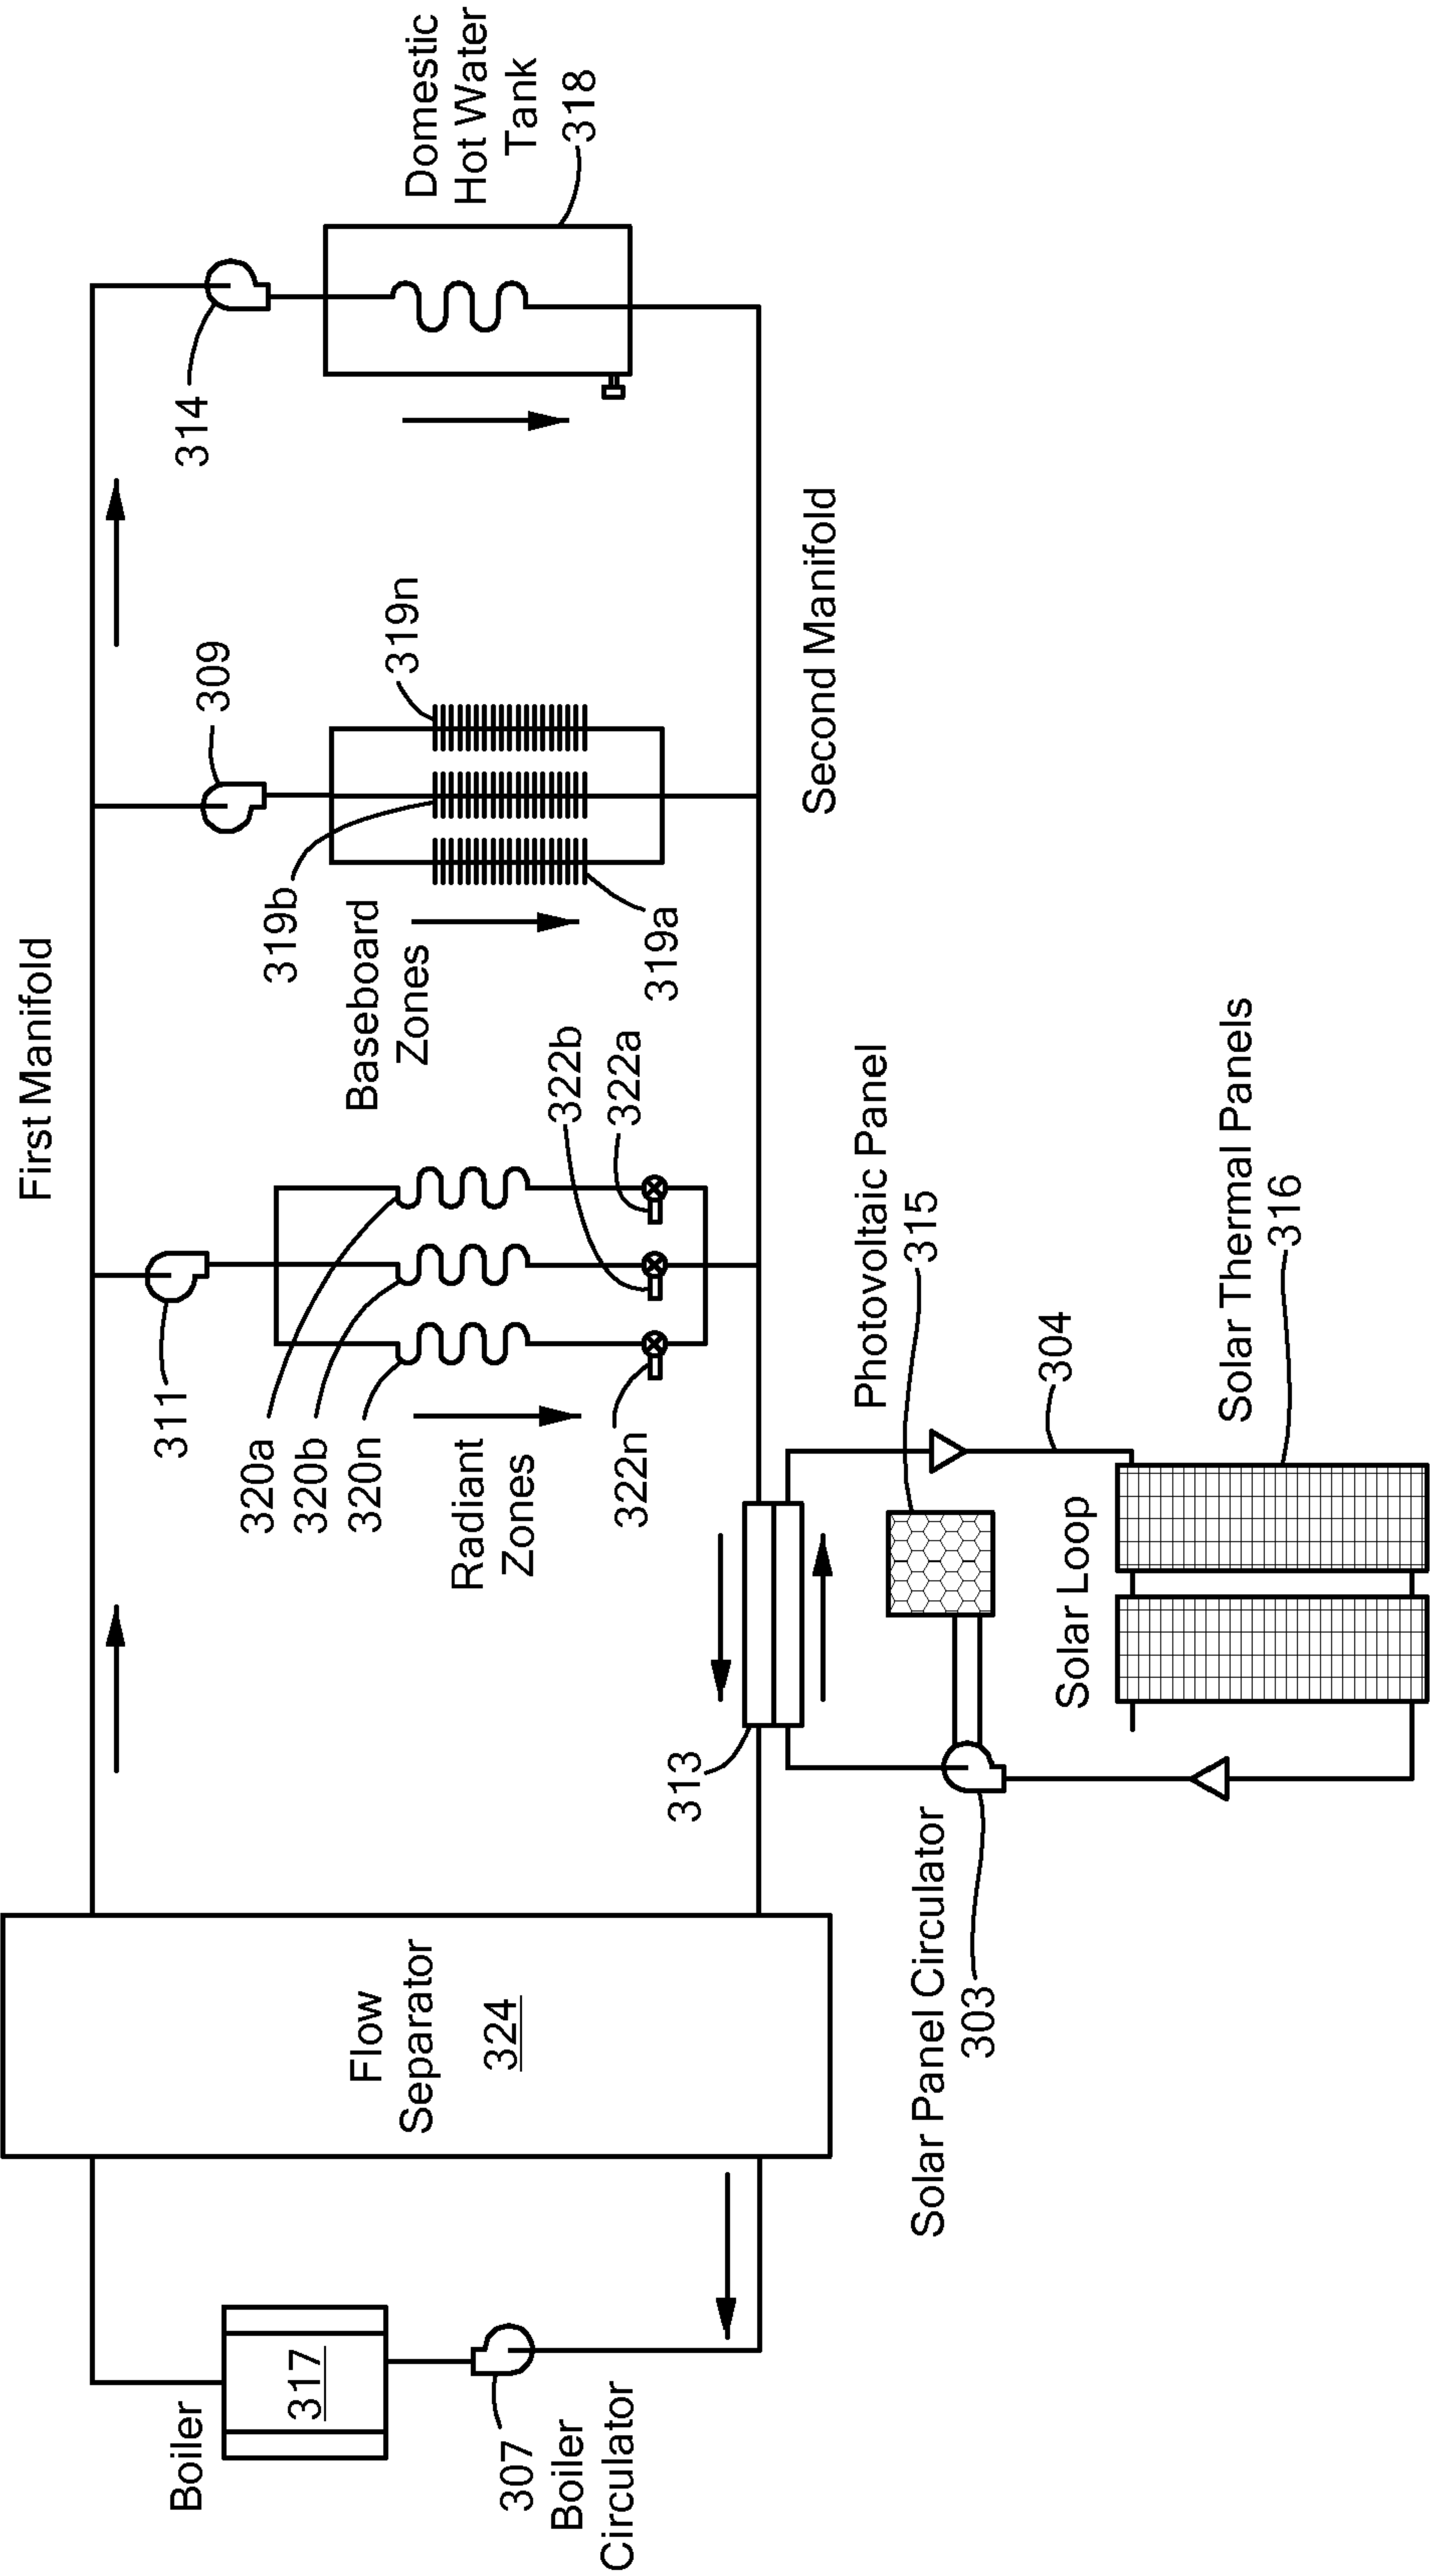 First Manifold
Boiler
317
307
Boiler
Circulator
Flow
Separator
324
311
320a
320b
320n
Radiant
Zones
322n
322b
322a
309
319b
319n
319a
Baseboard
Zones
314
Domestic
Hot Water
Tank
318
Second Manifold
313
Solar Panel Circulator
303
Photovoltaic Panel
315
304
Solar Loop
Solar Thermal Panels
316